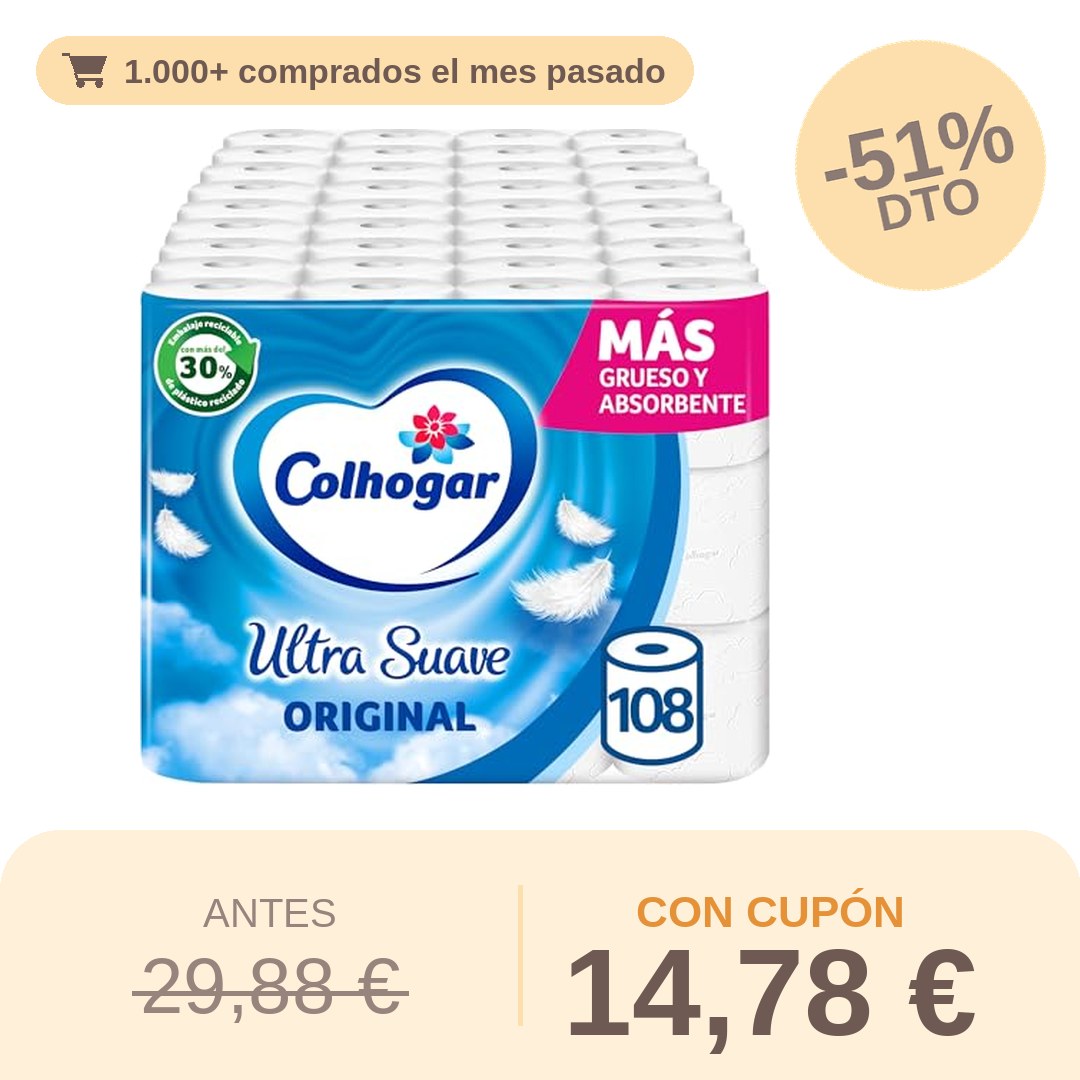 1.000+ comprados el mes pasado
-51%
DTO
Embalaje reciclable
con más del
30%
de plástico reciclado
MÁS
GRUESO Y
ABSORBENTE
Colhogar
Ultra Suave
ORIGINAL
108
ANTES
29,88 €
CON CUPÓN
14,78 €